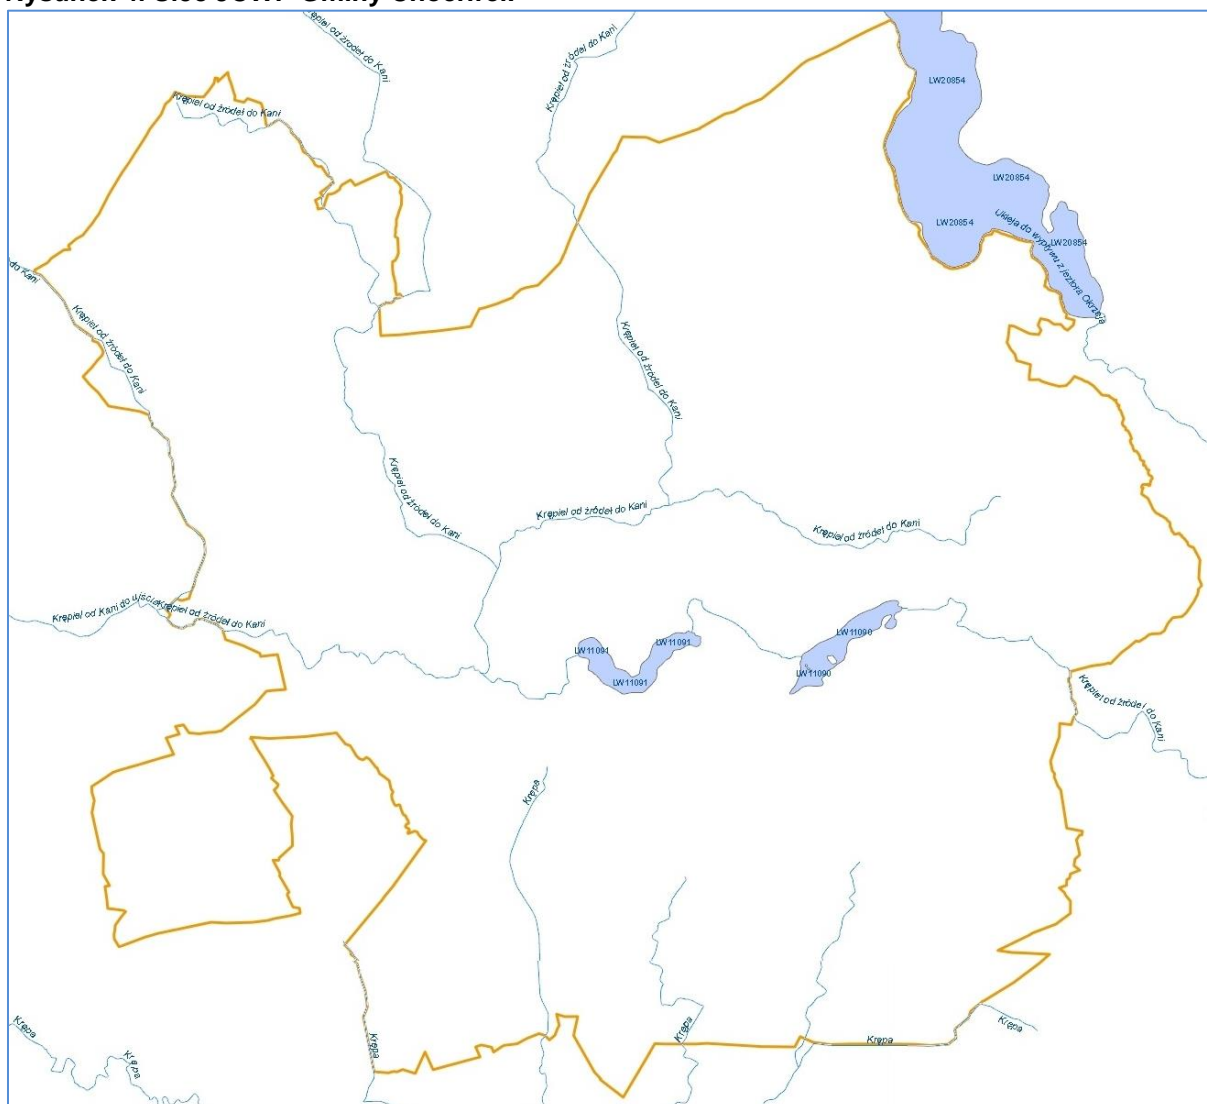 Krępiel od źródeł do Kani
Krępiel od źródeł do Kani
LW20854
Krępiel od źródeł do Kani
LW20854
LW20854
LW20854
Ukleja do wypływu z jeziora Okrzeja
do Kani
Krępiel od źródeł do Kani
Krępiel od źródeł do Kani
Krępiel od źródeł do Kani
Krępiel od źródeł do Kani
Krępiel od źródeł do Kani
Krępiel od Kani do ujścia
Krępiel od źródeł do Kani
LW11091
LW11091
LW11091
LW11090
LW11090
Krępiel od źródeł do Kani
Krępa
Krępa
Krępa
Krępa
Krępa
Krępa
Krępa